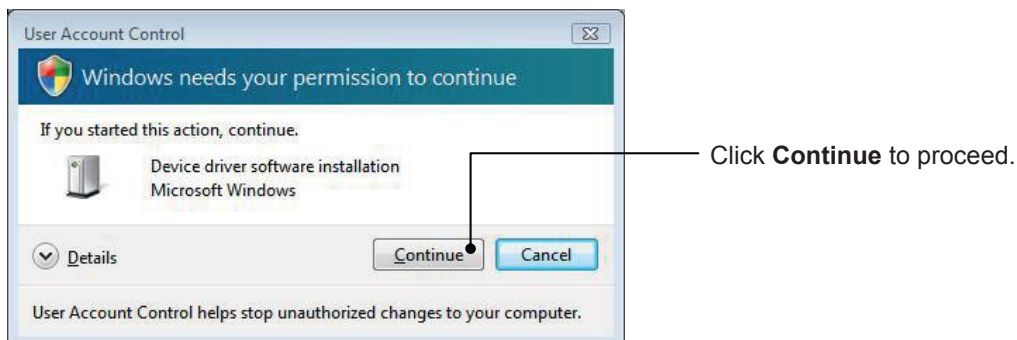 User Account Control
Windows needs your permission to continue
If you started this action, continue.
Device driver software installation
Microsoft Windows
Click Continue to proceed.
Details
Continue
Cancel
User Account Control helps stop unauthorized changes to your computer.